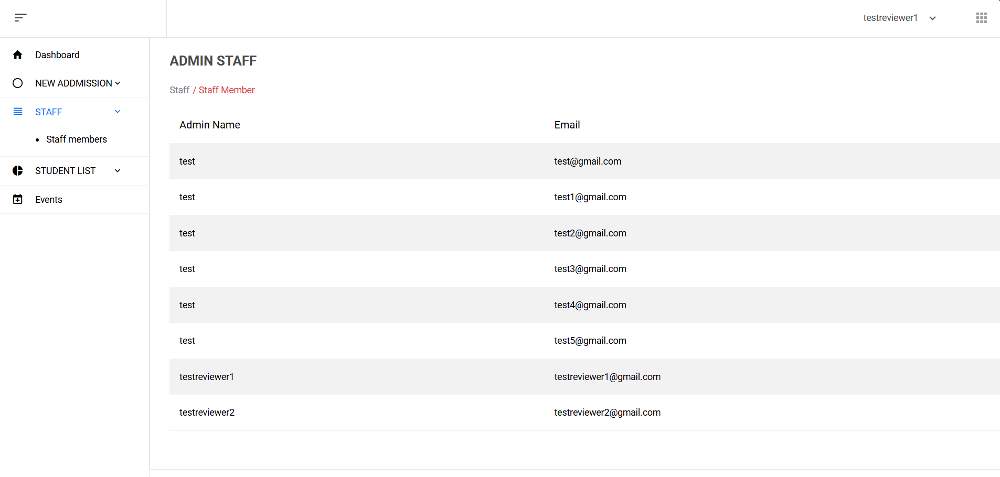 testreviewer1
Dashboard
NEW ADDMISSION
STAFF
Staff members
STUDENT LIST
Events
ADMIN STAFF
Staff / Staff Member
Admin Name Email
test test@gmail.com
test test1@gmail.com
test test2@gmail.com
test test3@gmail.com
test test4@gmail.com
test test5@gmail.com
testreviewer1 testreviewer1@gmail.com
testreviewer2 testreviewer2@gmail.com